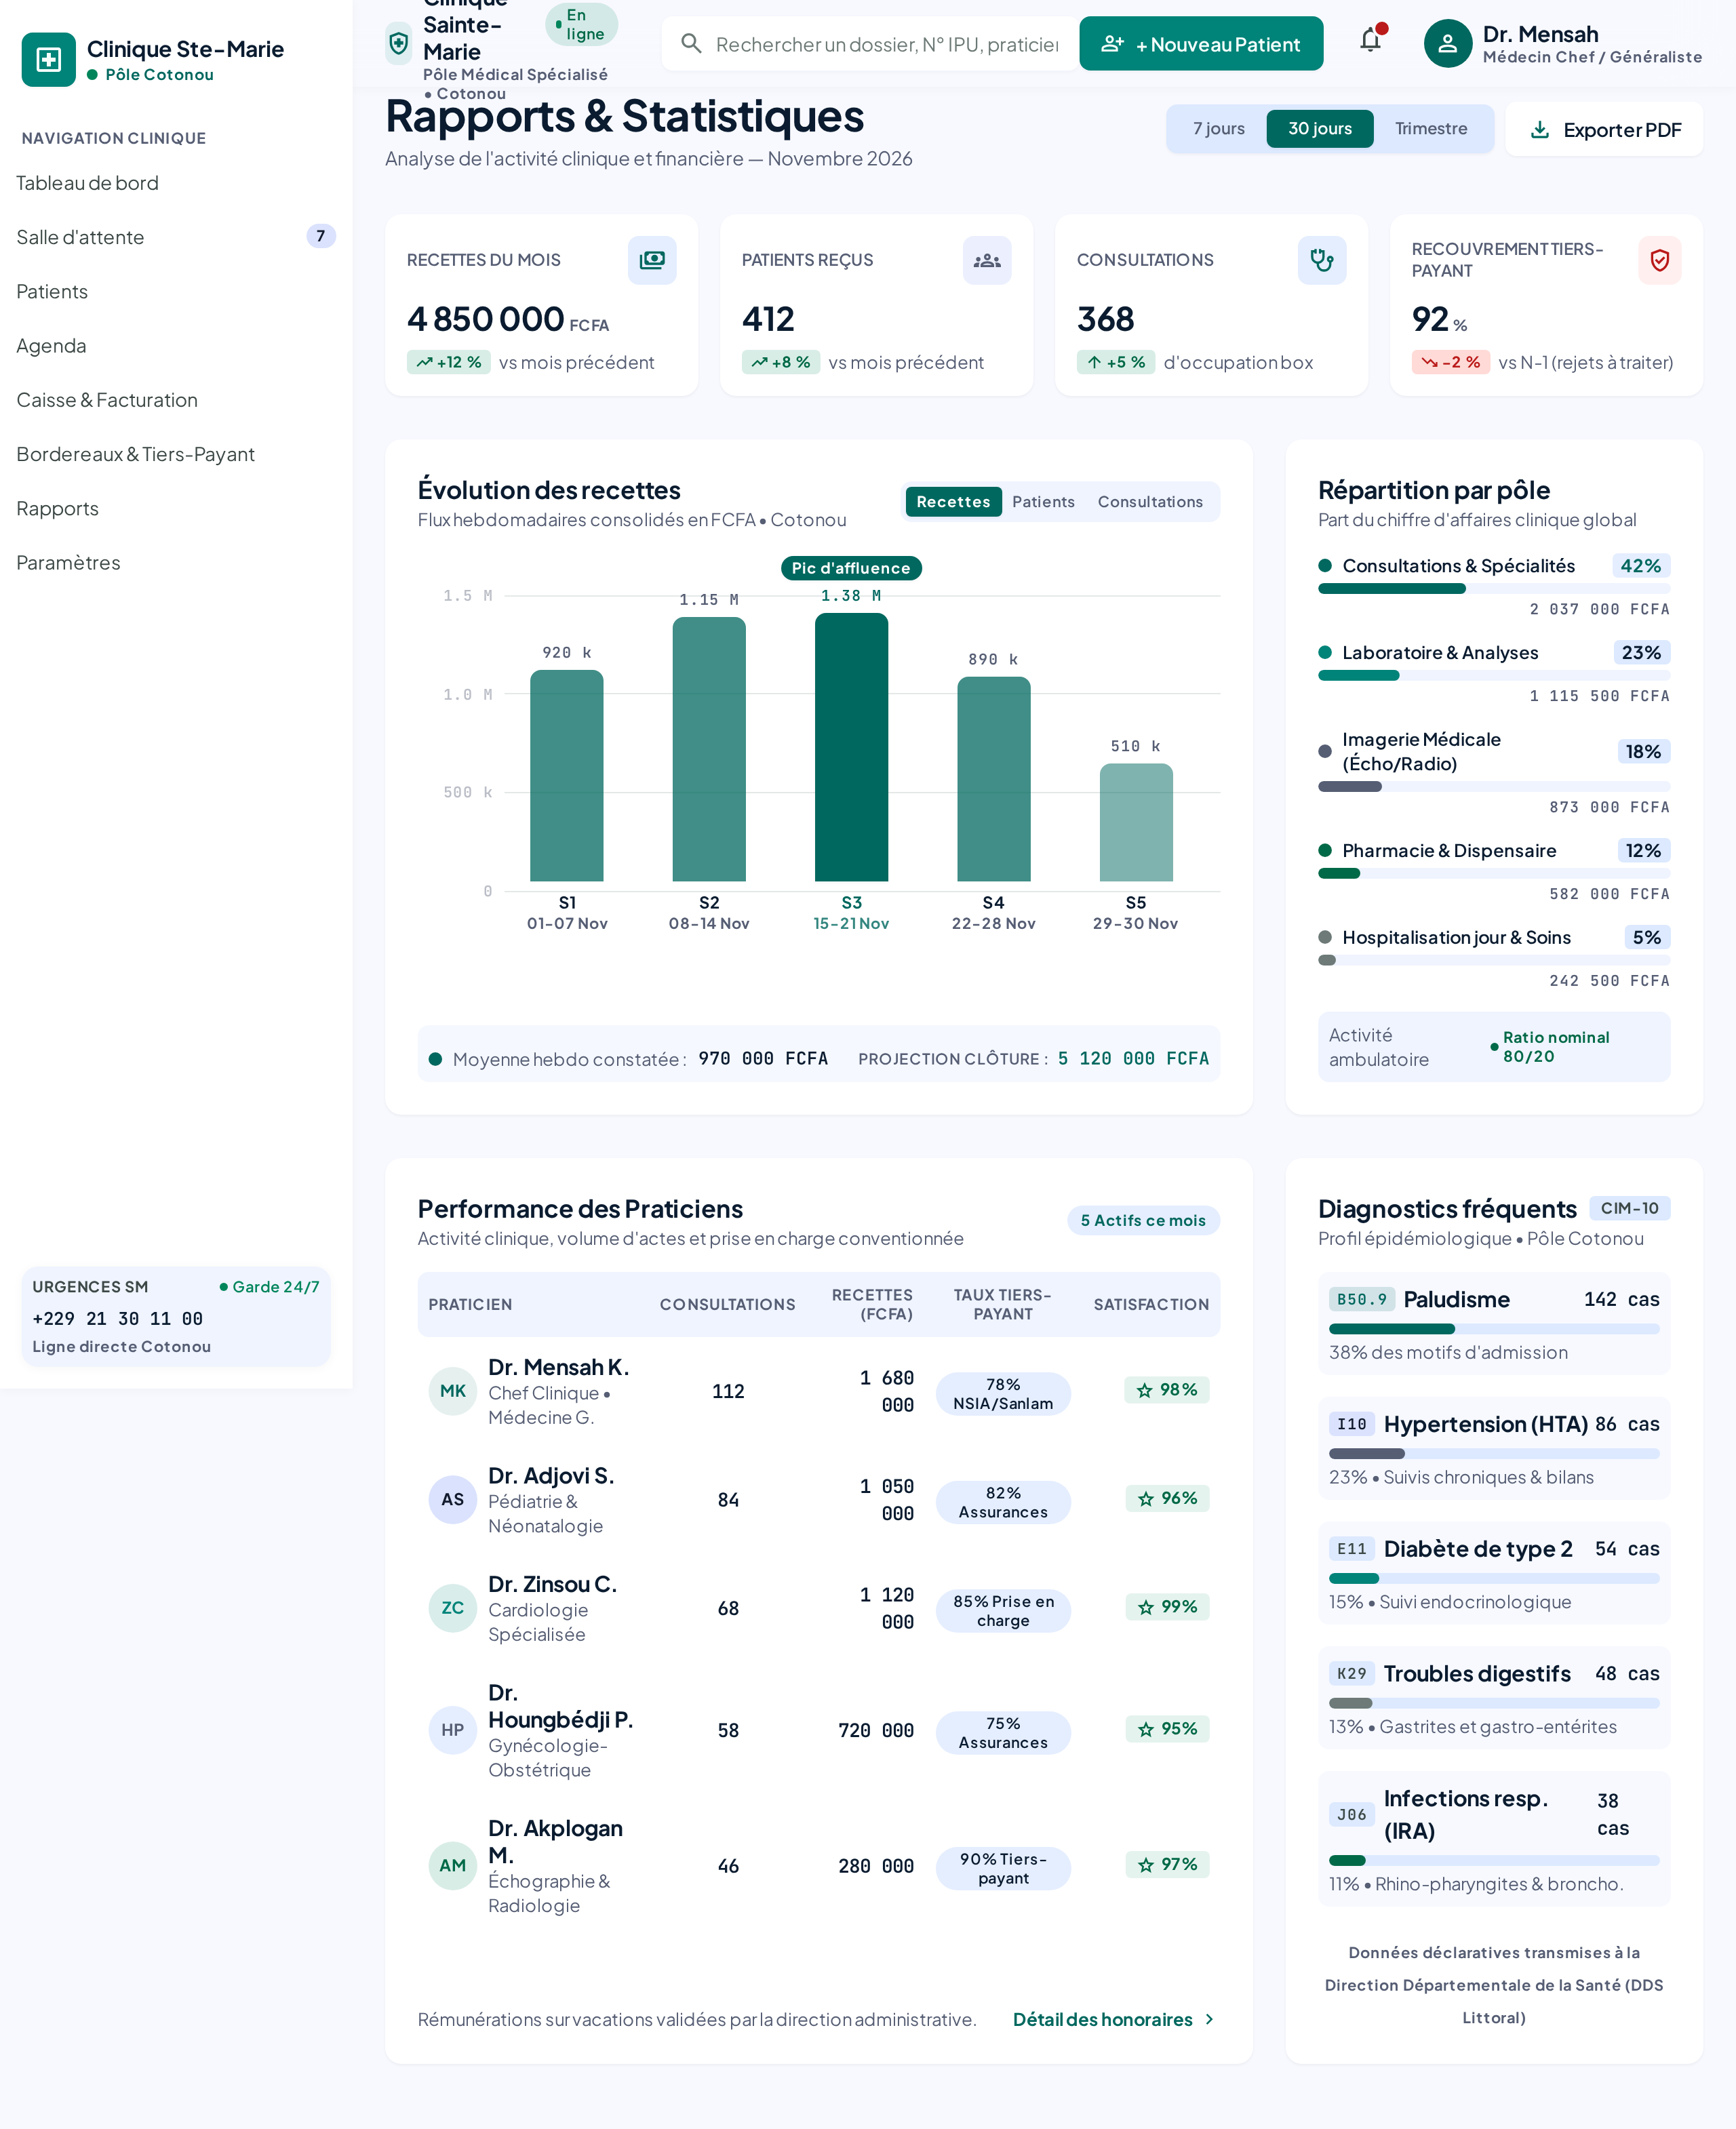 Clinique Ste-Marie
Pôle Cotonou
NAVIGATION CLINIQUE
Tableau de bord
Salle d'attente 7
Patients
Agenda
Caisse & Facturation
Bordereaux & Tiers-Payant
Rapports
Paramètres
URGENCES SM Garde 24/7
+229 21 30 11 00
Ligne directe Cotonou
Clinique
Sainte-
Marie
En
ligne
Pôle Médical Spécialisé
• Cotonou
Rechercher un dossier, N° IPU, praticien
+ Nouveau Patient
Dr. Mensah
Médecin Chef / Généraliste
Rapports & Statistiques
Analyse de l'activité clinique et financière — Novembre 2026
7 jours 30 jours Trimestre
Exporter PDF
RECETTES DU MOIS
4 850 000 FCFA
+12 % vs mois précédent
PATIENTS REÇUS
412
+8 % vs mois précédent
CONSULTATIONS
368
+5 % d'occupation box
RECOUVREMENT TIERS-
PAYANT
92 %
-2 % vs N-1 (rejets à traiter)
Évolution des recettes
Flux hebdomadaires consolidés en FCFA • Cotonou
Recettes Patients Consultations
Pic d'affluence
1.5 M
1.0 M
500 k
0
920 k
1.15 M
1.38 M
890 k
510 k
S1
01-07 Nov
S2
08-14 Nov
S3
15-21 Nov
S4
22-28 Nov
S5
29-30 Nov
Moyenne hebdo constatée : 970 000 FCFA PROJECTION CLÔTURE : 5 120 000 FCFA
Répartition par pôle
Part du chiffre d'affaires clinique global
Consultations & Spécialités 42%
2 037 000 FCFA
Laboratoire & Analyses 23%
1 115 500 FCFA
Imagerie Médicale
(Écho/Radio) 18%
873 000 FCFA
Pharmacie & Dispensaire 12%
582 000 FCFA
Hospitalisation jour & Soins 5%
242 500 FCFA
Activité
ambulatoire
Ratio nominal
80/20
Performance des Praticiens
Activité clinique, volume d'actes et prise en charge conventionnée
5 Actifs ce mois
PRATICIEN
CONSULTATIONS
RECETTES
(FCFA)
TAUX TIERS-
PAYANT
SATISFACTION
MK
Dr. Mensah K.
Chef Clinique •
Médecine G.
112
1 680
000
78%
NSIA/Sanlam
98%
AS
Dr. Adjovi S.
Pédiatrie &
Néonatalogie
84
1 050
000
82%
Assurances
96%
ZC
Dr. Zinsou C.
Cardiologie
Spécialisée
68
1 120
000
85% Prise en
charge
99%
HP
Dr.
Houngbédji P.
Gynécologie-
Obstétrique
58
720 000
75%
Assurances
95%
AM
Dr. Akplogan
M.
Échographie &
Radiologie
46
280 000
90% Tiers-
payant
97%
Rémunérations sur vacations validées par la direction administrative.
Détail des honoraires
Diagnostics fréquents CIM-10
Profil épidémiologique • Pôle Cotonou
B50.9 Paludisme 142 cas
38% des motifs d'admission
I10 Hypertension (HTA) 86 cas
23% • Suivis chroniques & bilans
E11 Diabète de type 2 54 cas
15% • Suivi endocrinologique
K29 Troubles digestifs 48 cas
13% • Gastrites et gastro-entérites
J06
Infections resp.
(IRA)
38
cas
11% • Rhino-pharyngites & broncho.
Données déclaratives transmises à la
Direction Départementale de la Santé (DDS
Littoral)